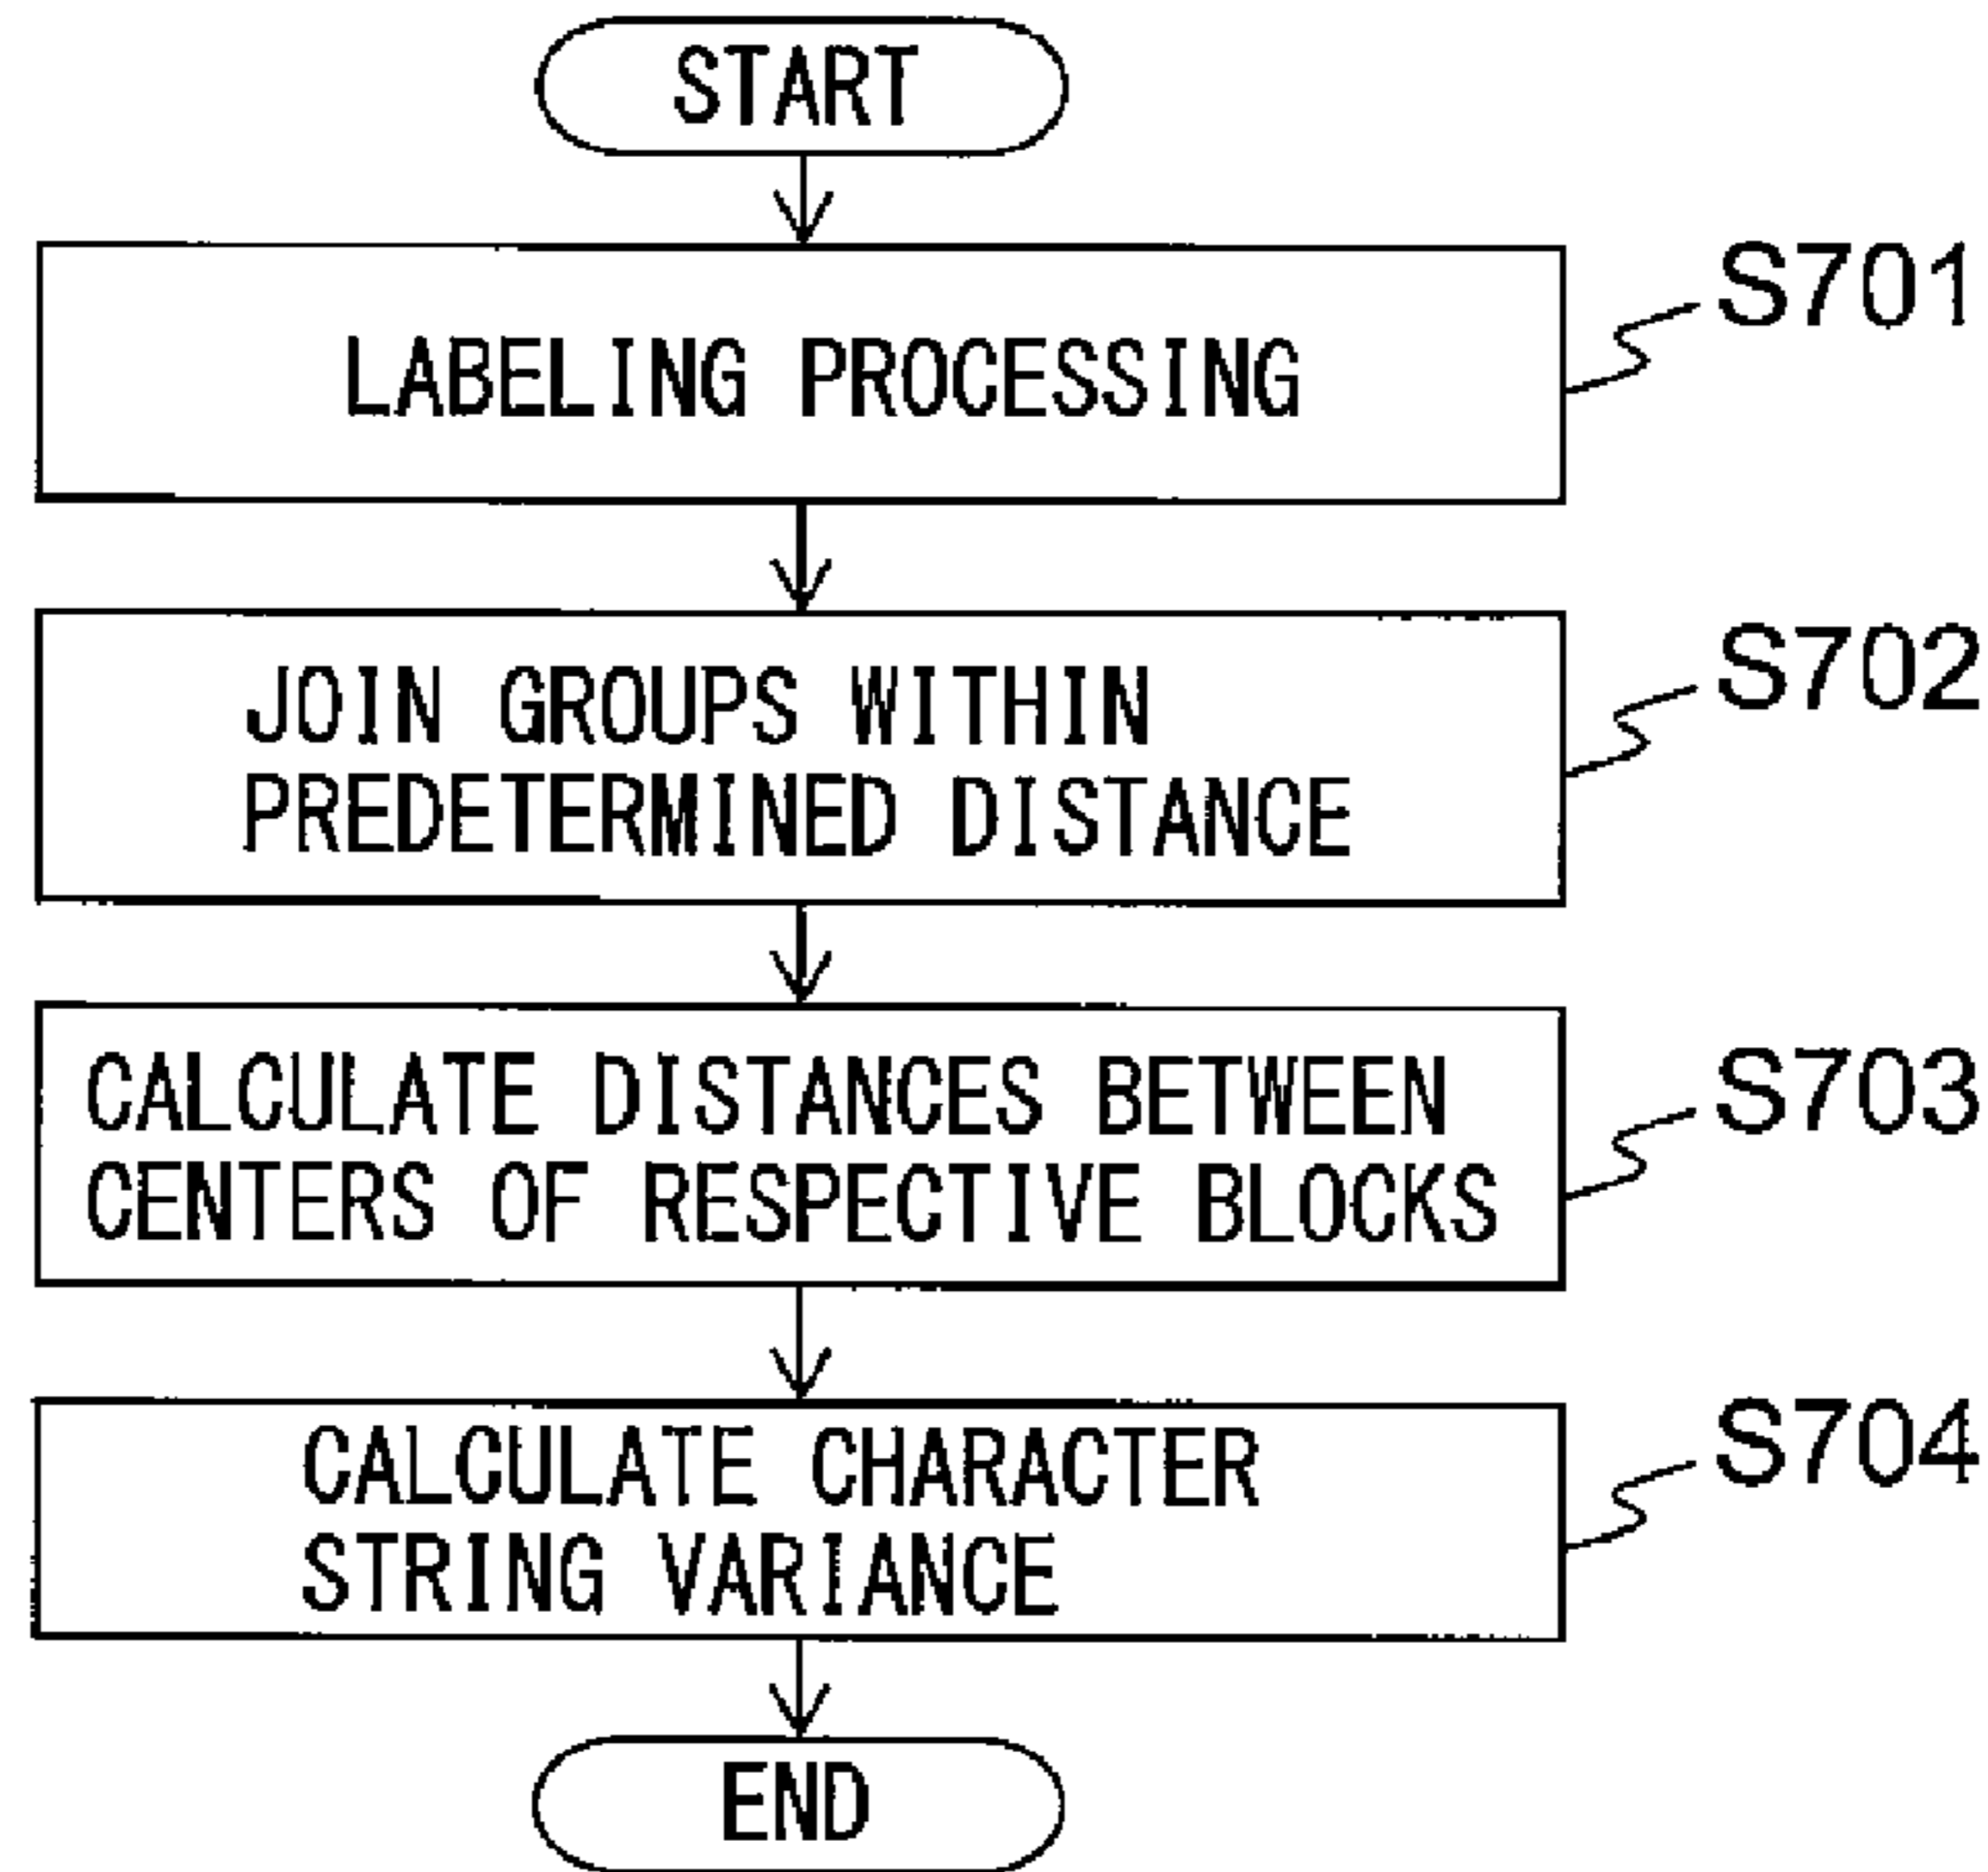 START
LABELING PROCESSING
S701
JOIN GROUPS WITHIN
PREDETERMINED DISTANCE
S702
CALCULATE DISTANCES BETWEEN
CENTERS OF RESPECTIVE BLOCKS
S703
CALCULATE CHARACTER
STRING VARIANCE
S704
END